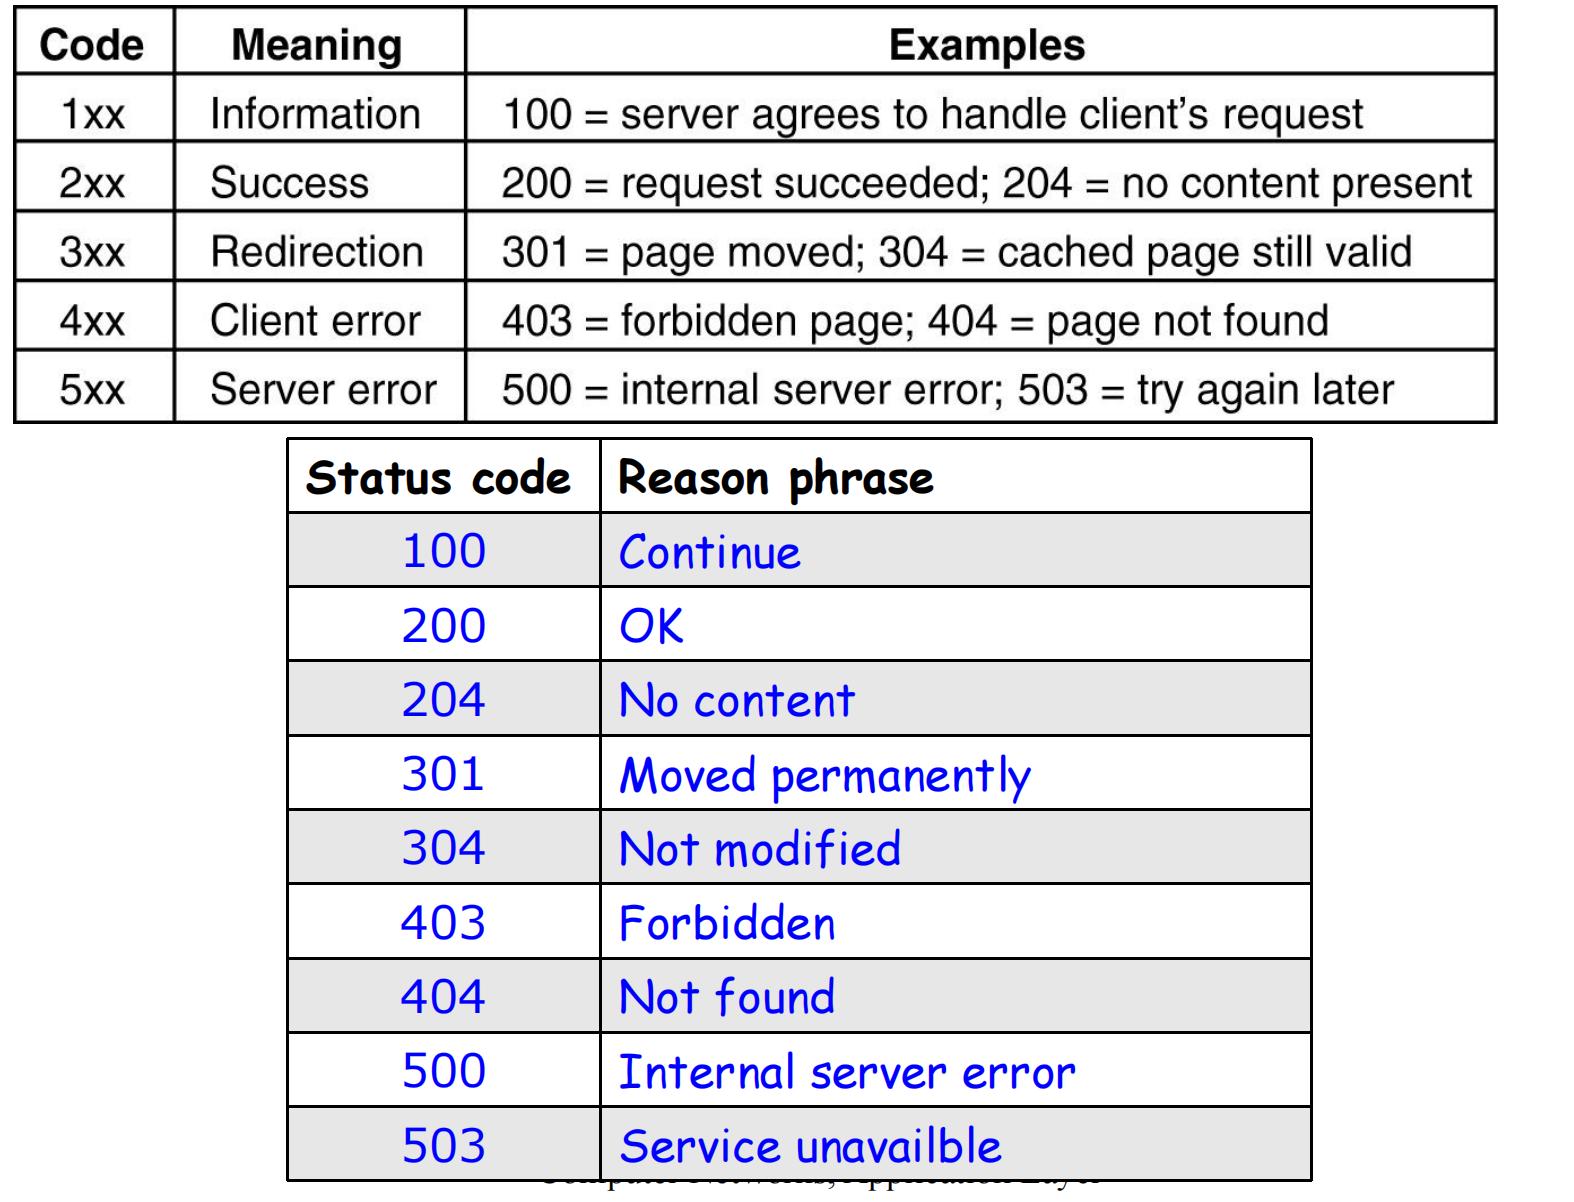 Code Meaning Examples
1xx Information 100 = server agrees to handle client's request
2xx Success 200 = request succeeded; 204 = no content present
3xx Redirection 301 = page moved; 304 = cached page still valid
4xx Client error 403 = forbidden page; 404 = page not found
5xx Server error 500 = internal server error; 503 = try again later
Status code Reason phrase
100 Continue
200 OK
204 No content
301 Moved permanently
304 Not modified
403 Forbidden
404 Not found
500 Internal server error
503 Service unavailble
Computer Networks, Application Layer